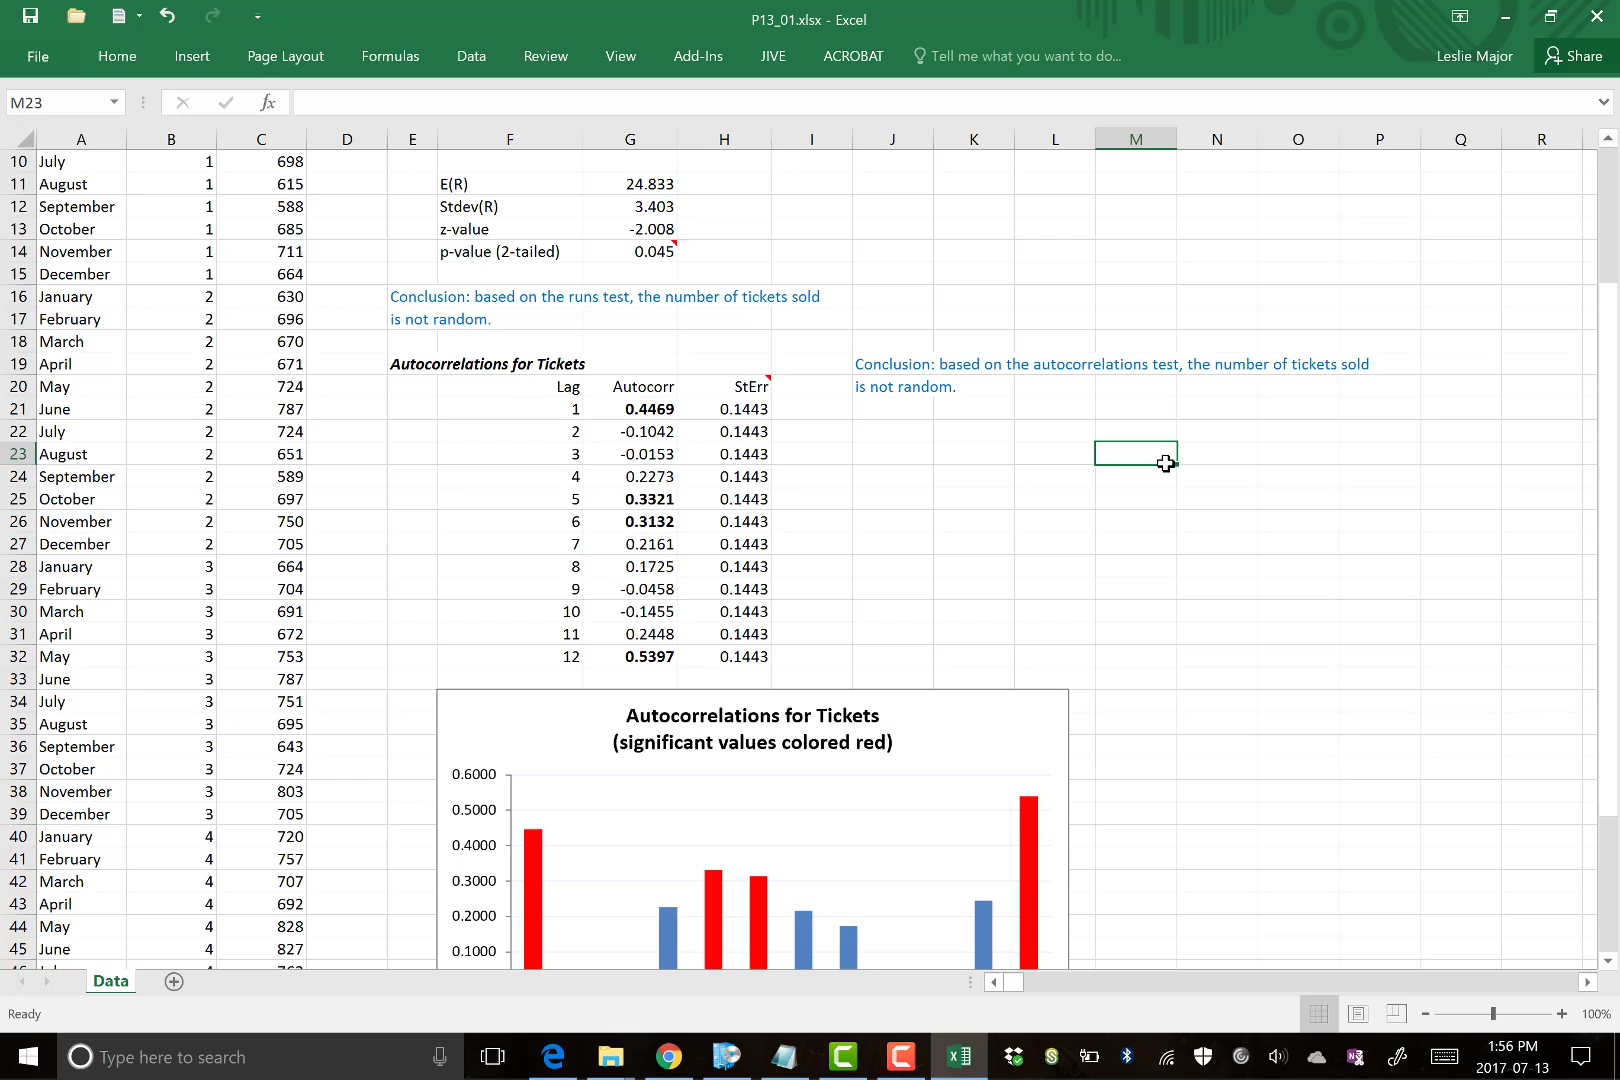 P13_01.xlsx - Excel
File Home Insert Page Layout Formulas Data Review View Add-Ins JIVE ACROBAT Tell me what you want to do... Leslie Major Share
M23 fx
A B C D E F G H I J K L M N O P Q R
10 July 1 698
11 August 1 615 E(R) 24.833
12 September 1 588 Stdev(R) 3.403
13 October 1 685 z-value -2.008
14 November 1 711 p-value (2-tailed) 0.045
15 December 1 664
16 January 2 630 Conclusion: based on the runs test, the number of tickets sold
17 February 2 696 is not random.
18 March 2 670
19 April 2 671 Autocorrelations for Tickets Conclusion: based on the autocorrelations test, the number of tickets sold
20 May 2 724 Lag Autocorr StErr is not random.
21 June 2 787 1 0.4469 0.1443
22 July 2 724 2 -0.1042 0.1443
23 August 2 651 3 -0.0153 0.1443
24 September 2 589 4 0.2273 0.1443
25 October 2 697 5 0.3321 0.1443
26 November 2 750 6 0.3132 0.1443
27 December 2 705 7 0.2161 0.1443
28 January 3 664 8 0.1725 0.1443
29 February 3 704 9 -0.0458 0.1443
30 March 3 691 10 -0.1455 0.1443
31 April 3 672 11 0.2448 0.1443
32 May 3 753 12 0.5397 0.1443
33 June 3 787
34 July 3 751 Autocorrelations for Tickets
35 August 3 695 (significant values colored red)
36 September 3 643
37 October 3 724 0.6000
38 November 3 803 0.5000
39 December 3 705
40 January 4 720 0.4000
41 February 4 757
42 March 4 707 0.3000
43 April 4 692 0.2000
44 May 4 828
45 June 4 827 0.1000
Data
Ready 100%
Type here to search 1:56 PM
2017-07-13